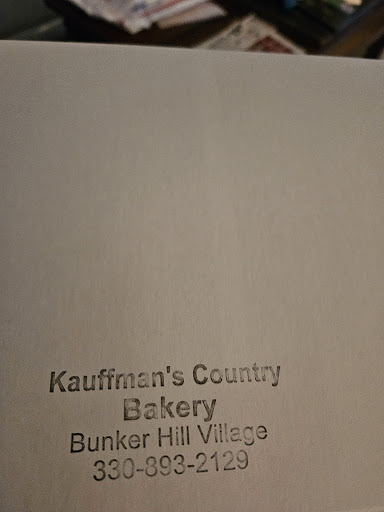 Kauffman's Country
Bakery
Bunker Hill Village
330-893-2129